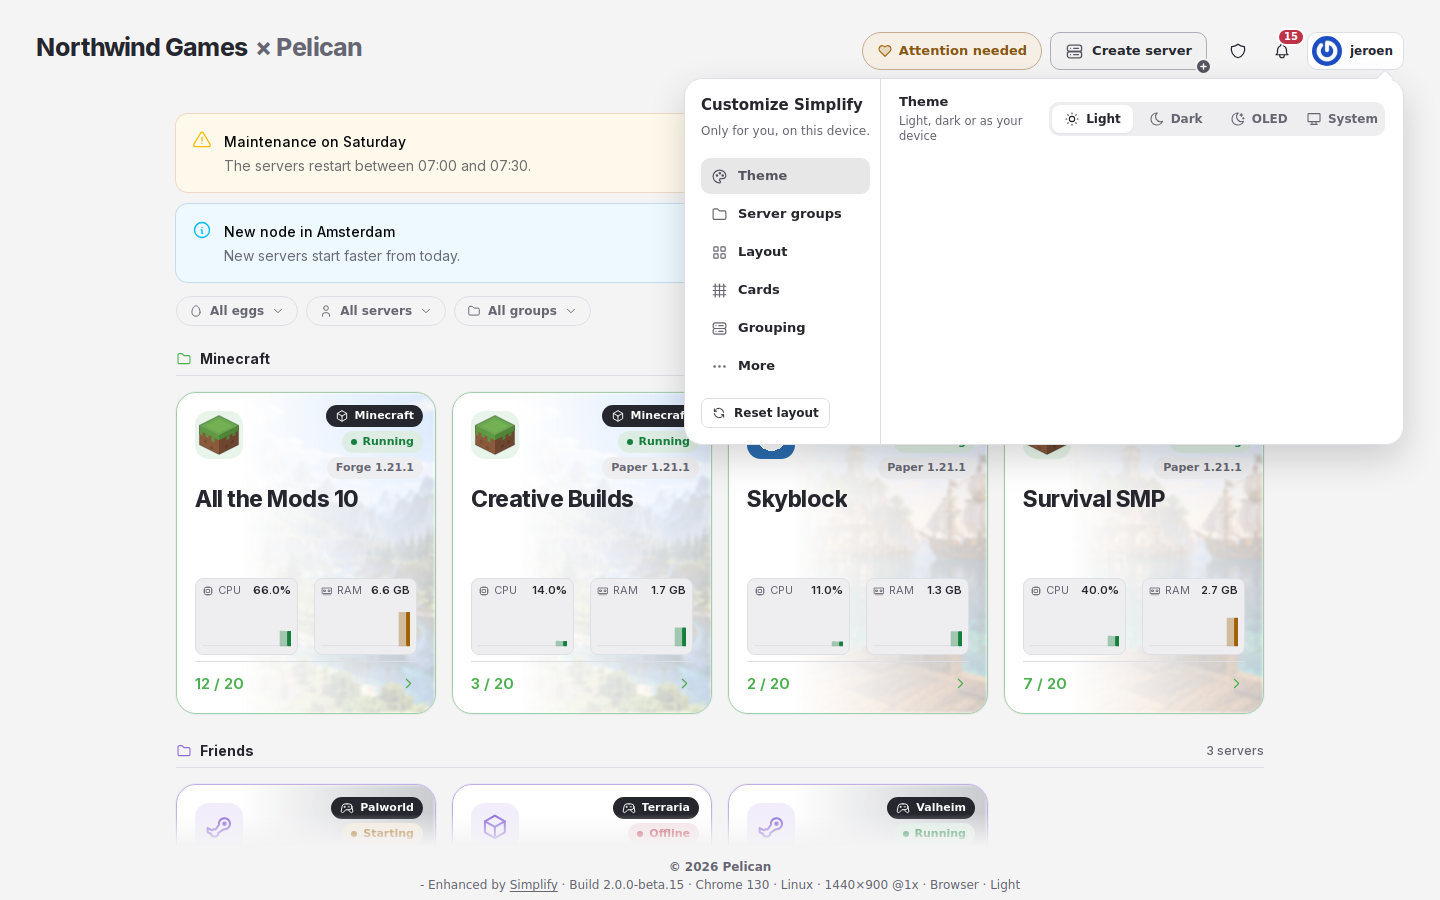 Northwind Games × Pelican
Attention needed
Create server
15
jeroen
Customize Simplify
Only for you, on this device.
Theme
Server groups
Layout
Cards
Grouping
More
Reset layout
Theme
Light, dark or as your
device
Light
Dark
OLED
System
Maintenance on Saturday
The servers restart between 07:00 and 07:30.
New node in Amsterdam
New servers start faster from today.
All eggs
All servers
All groups
Minecraft
Minecraft
Running
Forge 1.21.1
All the Mods 10
CPU 66.0%
RAM 6.6 GB
12 / 20
Running
Paper 1.21.1
Creative Builds
CPU 14.0%
RAM 1.7 GB
3 / 20
Paper 1.21.1
Skyblock
CPU 11.0%
RAM 1.3 GB
2 / 20
Paper 1.21.1
Survival SMP
CPU 40.0%
RAM 2.7 GB
7 / 20
Friends
3 servers
Palworld
Starting
Terraria
Offline
Valheim
Running
© 2026 Pelican
- Enhanced by Simplify · Build 2.0.0-beta.15 · Chrome 130 · Linux · 1440×900 @1x · Browser · Light